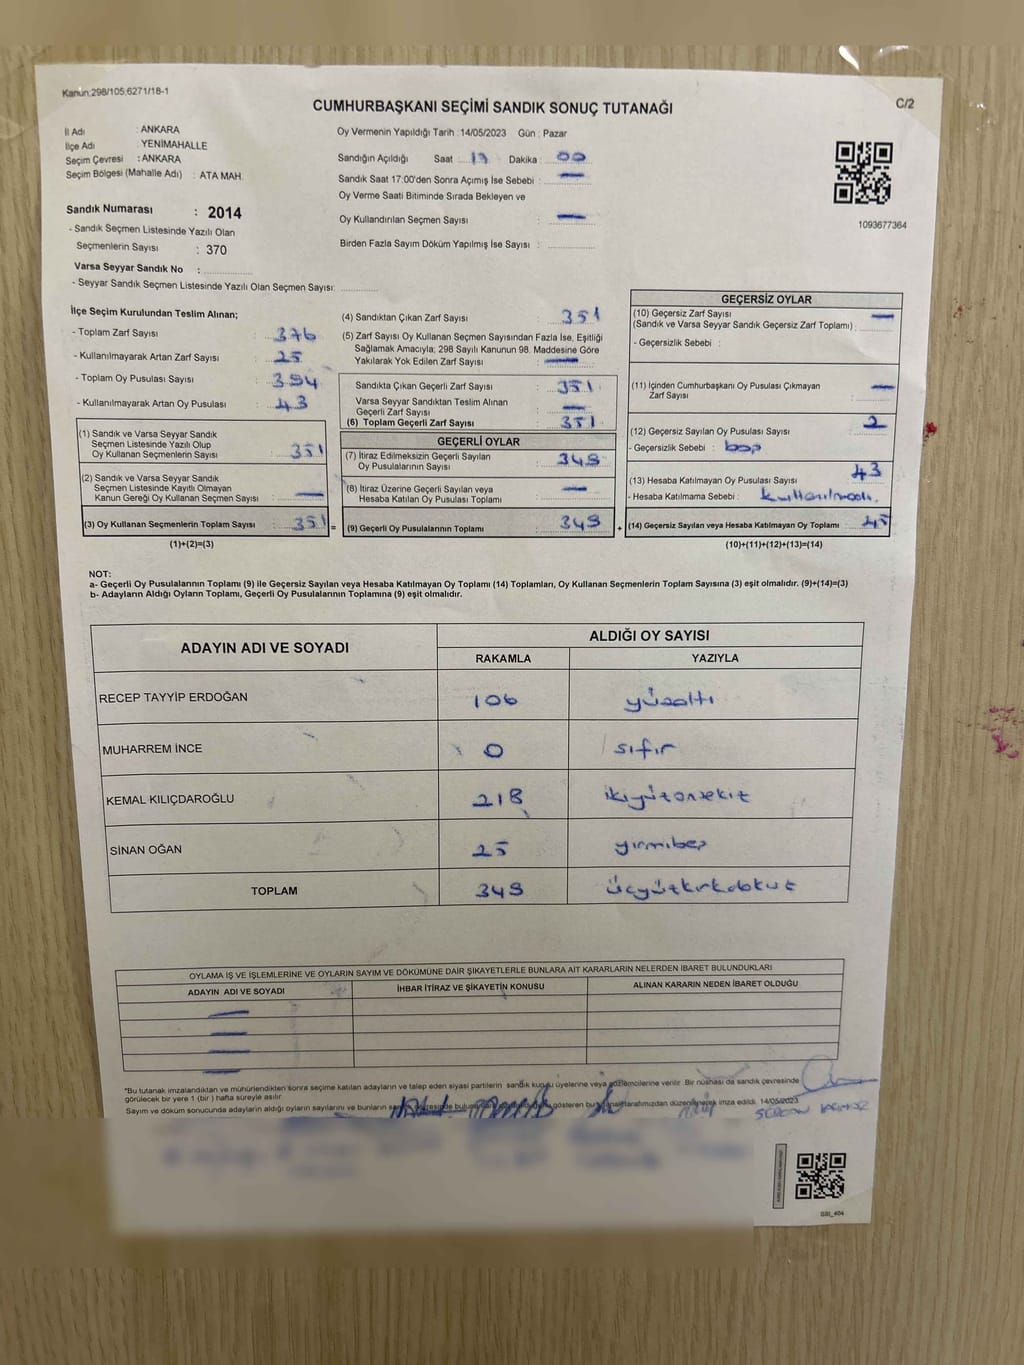 Kanun:298/105;6271/18-1
C/2
CUMHURBAŞKANI SEÇİMİ SANDIK SONUÇ TUTANAĞI
İl Adı : ANKARA
İlçe Adı : YENİMAHALLE
Seçim Çevresi : ANKARA
Seçim Bölgesi (Mahalle Adı) : ATA MAH.
Sandık Numarası : 2014
- Sandık Seçmen Listesinde Yazılı Olan
Seçmenlerin Sayısı : 370
Varsa Seyyar Sandık No :
- Seyyar Sandık Seçmen Listesinde Yazılı Olan Seçmen Sayısı:
Oy Vermenin Yapıldığı Tarih :14/05/2023 Gün : Pazar
Sandığın Açıldığı Saat : 17 Dakika : 00
Sandık Saat 17:00'den Sonra Açımış İse Sebebi : —
Oy Verme Saati Bitiminde Sırada Bekleyen ve
Oy Kullandırılan Seçmen Sayısı : —
Birden Fazla Sayım Döküm Yapılmış İse Sayısı :
1093677364
İlçe Seçim Kurulundan Teslim Alınan;
- Toplam Zarf Sayısı : 376
- Kullanılmayarak Artan Zarf Sayısı : 25
- Toplam Oy Pusulası Sayısı : 394
- Kullanılmayarak Artan Oy Pusulası : 43
(1) Sandık ve Varsa Seyyar Sandık
Seçmen Listesinde Yazılı Olup
Oy Kullanan Seçmenlerin Sayısı : 351
(2) Sandık ve Varsa Seyyar Sandık
Seçmen Listesinde Kayıtlı Olmayan
Kanun Gereği Oy Kullanan Seçmen Sayısı : —
(3) Oy Kullanan Seçmenlerin Toplam Sayısı : 351
(1)+(2)=(3)
(4) Sandıktan Çıkan Zarf Sayısı : 351
(5) Zarf Sayısı Oy Kullanan Seçmen Sayısından Fazla İse, Eşitliği
Sağlamak Amacıyla; 298 Sayılı Kanunun 98. Maddesine Göre
Yakılarak Yok Edilen Zarf Sayısı : —
Sandıkta Çıkan Geçerli Zarf Sayısı : 351
Varsa Seyyar Sandıktan Teslim Alınan
Geçerli Zarf Sayısı : —
(6) Toplam Geçerli Zarf Sayısı : 351
GEÇERLİ OYLAR
(7) İtiraz Edilmeksizin Geçerli Sayılan
Oy Pusulalarının Sayısı : 349
(8) İtiraz Üzerine Geçerli Sayılan veya
Hesaba Katılan Oy Pusulaları Toplamı : —
= (9) Geçerli Oy Pusulalarının Toplamı : 349
GEÇERSİZ OYLAR
(10) Geçersiz Zarf Sayısı —
(Sandık ve Varsa Seyyar Sandık Geçersiz Zarf Toplamı) :
- Geçersizlik Sebebi :
(11) İçinden Cumhurbaşkanı Oy Pusulası Çıkmayan —
Zarf Sayısı :
(12) Geçersiz Sayılan Oy Pusulası Sayısı : 2
- Geçersizlik Sebebi : boş
(13) Hesaba Katılmayan Oy Pusulası Sayısı : 43
- Hesaba Katılmama Sebebi : kullanılmadı.
+ (14) Geçersiz Sayılan veya Hesaba Katılmayan Oy Toplamı : 45
(10)+(11)+(12)+(13)=(14)
NOT:
a- Geçerli Oy Pusulalarının Toplamı (9) ile Geçersiz Sayılan veya Hesaba Katılmayan Oy Toplamı (14) Toplamları, Oy Kullanan Seçmenlerin Toplam Sayısına (3) eşit olmalıdır. (9)+(14)=(3)
b- Adayların Aldığı Oyların Toplamı, Geçerli Oy Pusulalarının Toplamına (9) eşit olmalıdır.
ADAYIN ADI VE SOYADI ALDIĞI OY SAYISI
RAKAMLA YAZIYLA
RECEP TAYYİP ERDOĞAN 106 yüzaltı
MUHARREM İNCE 0 sıfır
KEMAL KILIÇDAROĞLU 218 ikiyüzonsekiz
SİNAN OĞAN 25 yirmibeş
TOPLAM 349 üçyüzkırkdokuz
OYLAMA İŞ VE İŞLEMLERİNE VE OYLARIN SAYIM VE DÖKÜMÜNE DAİR ŞİKAYETLERLE BUNLARA AİT KARARLARIN NELERDEN İBARET BULUNDUKLARI
ADAYIN ADI VE SOYADI İHBAR İTİRAZ VE ŞİKAYETİN KONUSU ALINAN KARARIN NEDEN İBARET OLDUĞU
*Bu tutanak imzalandıktan ve mühürlendikten sonra seçime katılan adayların ve talep eden siyasi partilerin sandık kurulu üyelerine veya gözlemcilerine verilir. Bir nüshası da sandık çevresinde
görülecek bir yere 1 (bir ) hafta süreyle asılır.
Sayım ve döküm sonucunda adayların aldığı oyların sayılarını ve bunların gösteren bu tarafımızdan düzenlenerek imza edildi. 14/05/2023